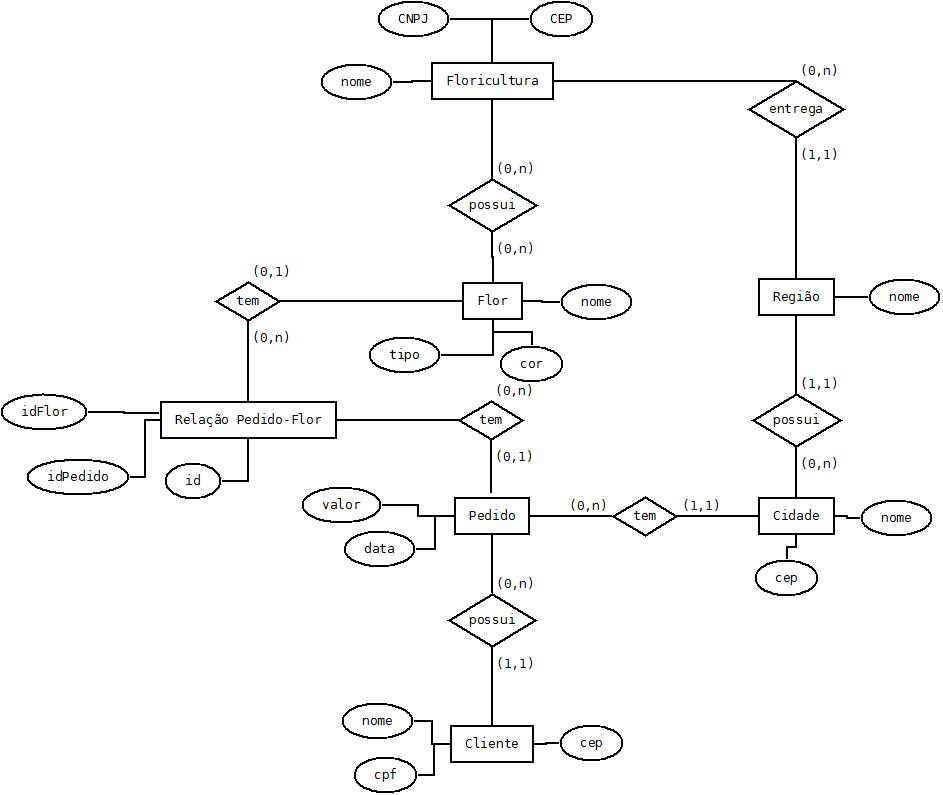 CNPJ
CEP
nome
Floricultura
(0,n)
entrega
(1,1)
(0,n)
possui
(0,n)
(0,1)
tem
Flor
nome
Região
nome
(0,n)
tipo
cor
(0,n)
(1,1)
idFlor
Relação Pedido-Flor
tem
possui
(0,1)
(0,n)
idPedido
id
valor
Pedido
(0,n)
tem
(1,1)
Cidade
nome
data
cep
(0,n)
possui
(1,1)
nome
Cliente
cep
cpf